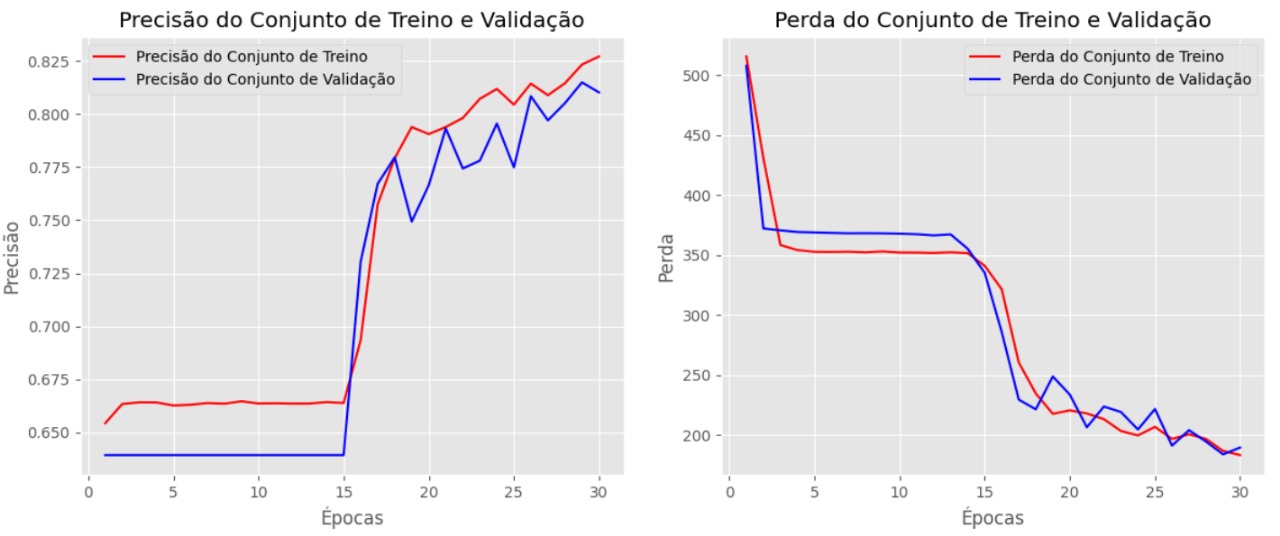 Precisão do Conjunto de Treino e Validação
Precisão do Conjunto de Treino
Precisão do Conjunto de Validação
0.825
0.800
0.775
0.750
0.725
0.700
0.675
0.650
Precisão
0 5 10 15 20 25 30
Épocas
Perda do Conjunto de Treino e Validação
Perda do Conjunto de Treino
Perda do Conjunto de Validação
500
450
400
350
300
250
200
Perda
0 5 10 15 20 25 30
Épocas